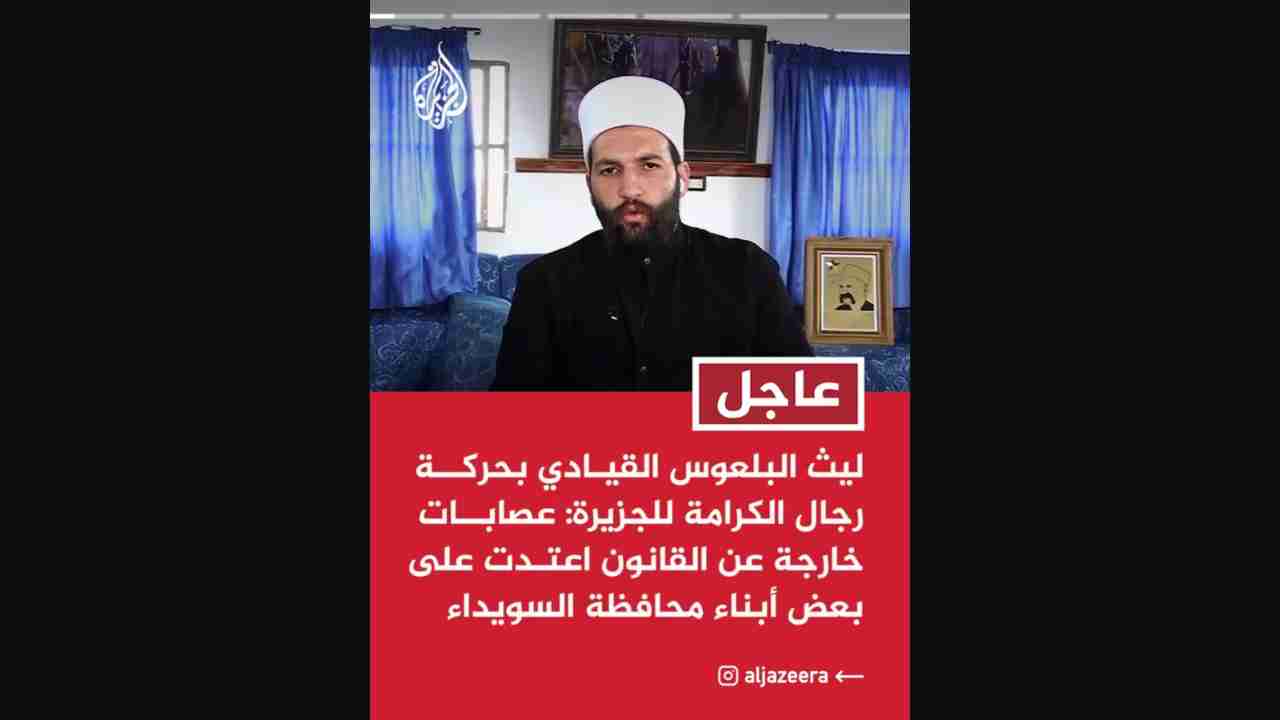 الجزيرة
عاجل
ليث البلعوس القيادي بحركة
رجال الكرامة للجزيرة: عصابات
خارجة عن القانون اعتدت على
بعض أبناء محافظة السويداء
aljazeera